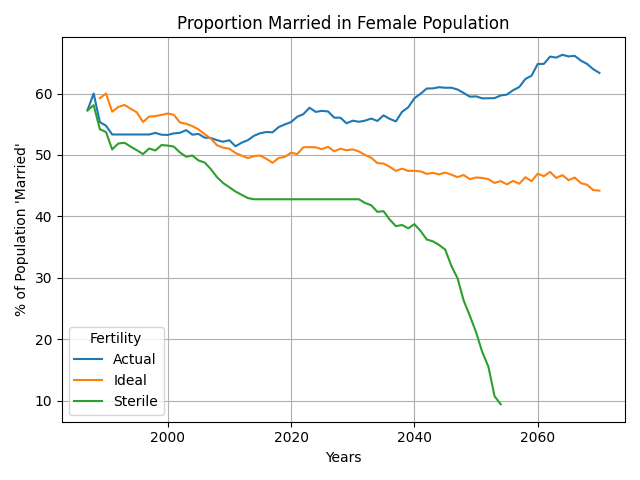 Proportion Married in Female Population
% of Population 'Married'
60
50
40
30
20
10
Fertility
Actual
Ideal
Sterile
2000 2020 2040 2060
Years